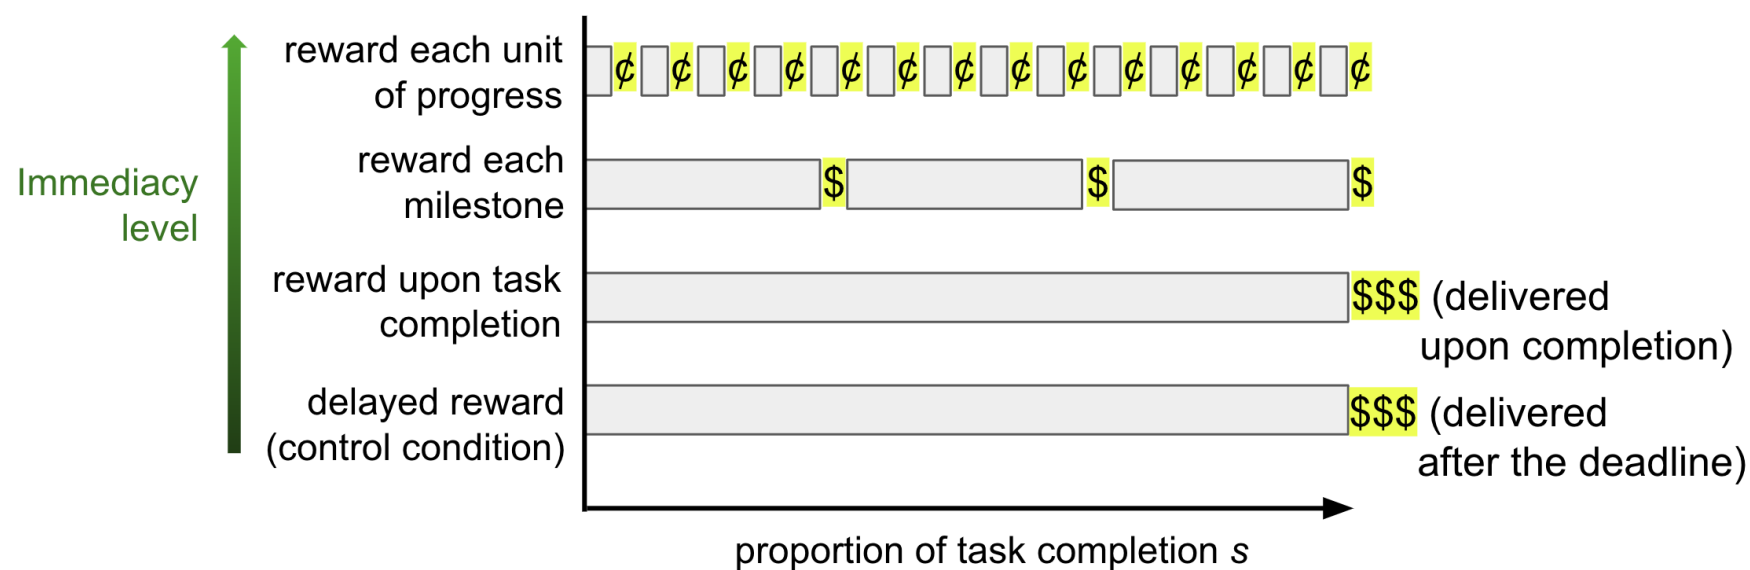 reward each unit
of progress
¢ ¢ ¢ ¢ ¢ ¢ ¢ ¢ ¢ ¢ ¢ ¢ ¢ ¢
reward each
milestone
$ $ $
Immediacy
level
reward upon task
completion
$$$ (delivered
upon completion)
delayed reward
(control condition)
$$$ (delivered
after the deadline)
proportion of task completion s